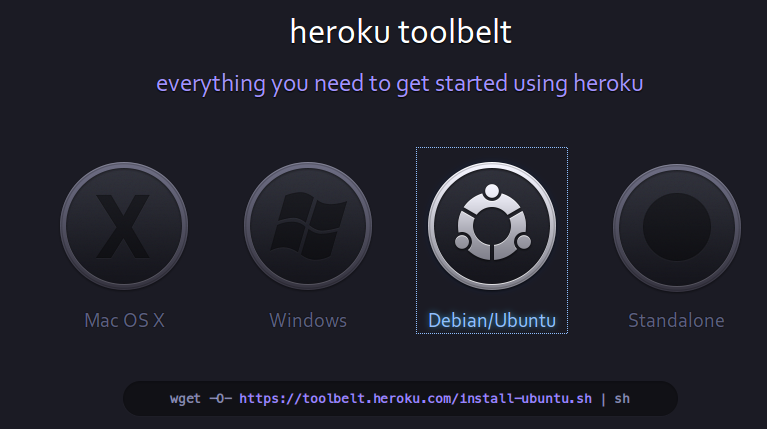 heroku toolbelt
everything you need to get started using heroku
Mac OS X
Windows
Debian/Ubuntu
Standalone
wget -O- https://toolbelt.heroku.com/install-ubuntu.sh | sh